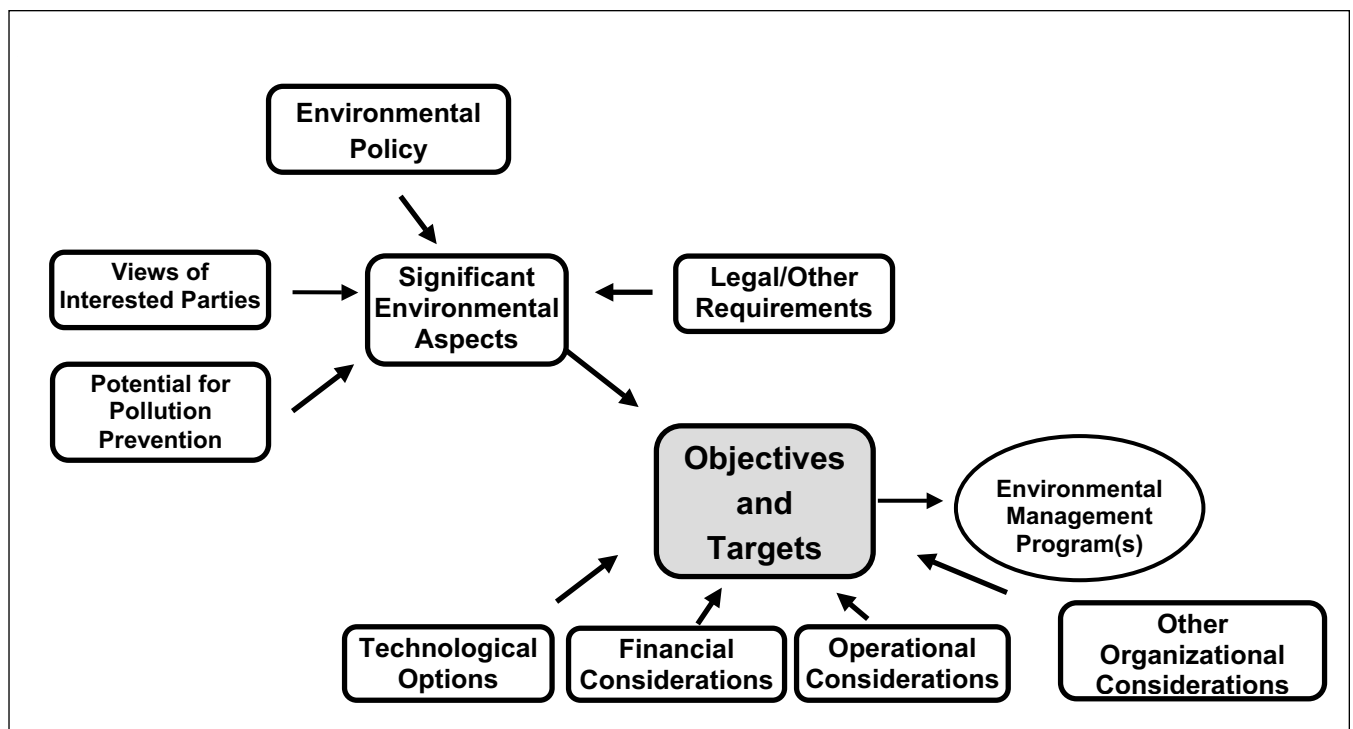 Environmental
Policy
Views of
Interested Parties
Significant
Environmental
Aspects
Legal/Other
Requirements
Potential for
Pollution
Prevention
Objectives
and
Targets
Environmental
Management
Program(s)
Technological
Options
Financial
Considerations
Operational
Considerations
Other
Organizational
Considerations